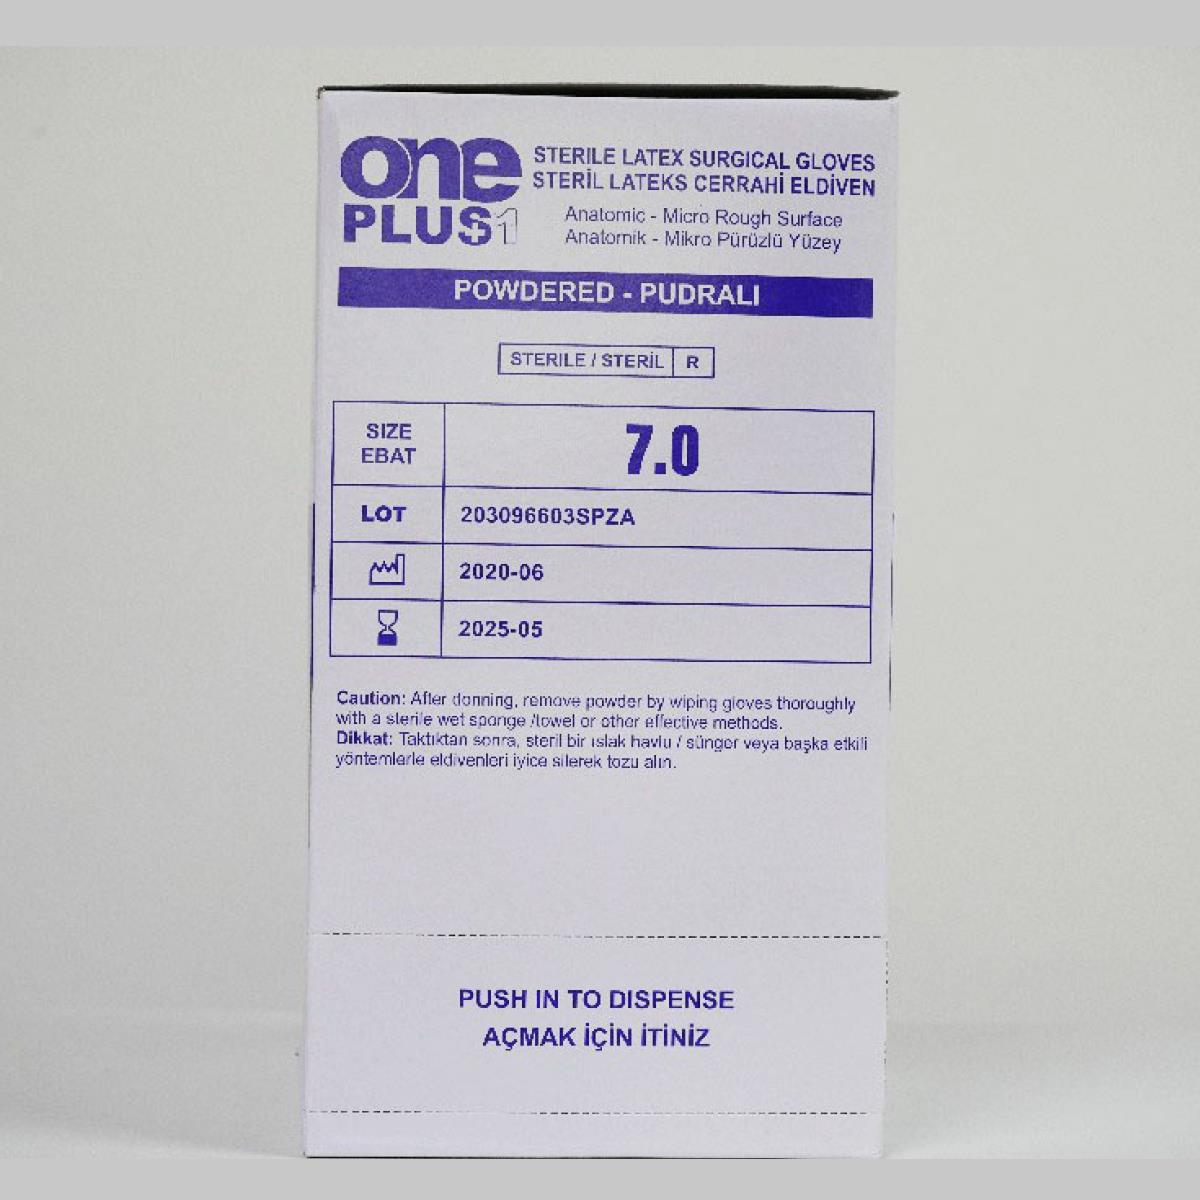 one
PLUS1
STERILE LATEX SURGICAL GLOVES
STERİL LATEKS CERRAHİ ELDİVEN
Anatomic - Micro Rough Surface
Anatomik - Mikro Pürüzlü Yüzey
POWDERED - PUDRALI
STERILE / STERİL R
SIZE
EBAT
7.0
LOT 203096603SPZA
2020-06
2025-05
Caution: After donning, remove powder by wiping gloves thoroughly
with a sterile wet sponge /towel or other effective methods.
Dikkat: Taktıktan sonra, steril bir ıslak havlu / sünger veya başka etkili
yöntemlerle eldivenleri iyice silerek tozu alın.
PUSH IN TO DISPENSE
AÇMAK İÇİN İTİNİZ